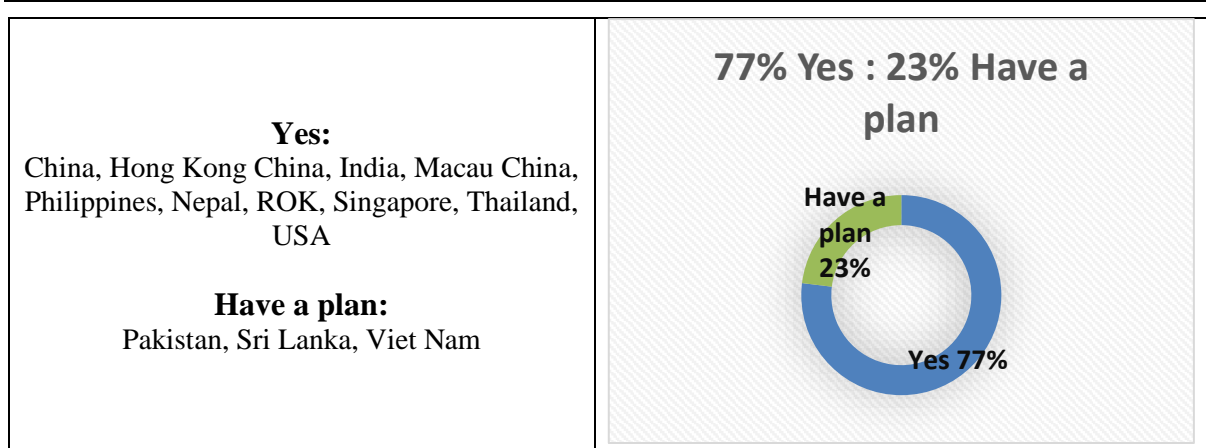 Yes:
China, Hong Kong China, India, Macau China,
Philippines, Nepal, ROK, Singapore, Thailand,
USA
Have a plan:
Pakistan, Sri Lanka, Viet Nam
77% Yes : 23% Have a
plan
Have a
plan
23%
Yes 77%